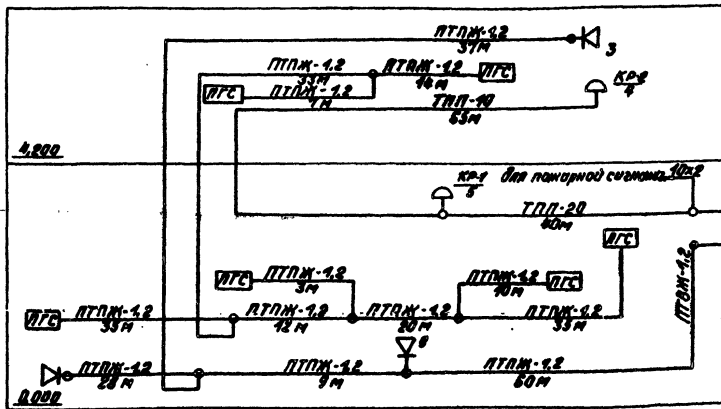 ПТПЖ-1,2
37м
3
ПТПЖ-1,2
33м
ПТПЖ-1,2
14м
ПГС
ПГС
ПТПЖ-1,2
7м
КР-2
4
ТПП-10
65м
4,200
КР-1
5
для пожарной сигнализ. 10х2
ТПП-20
40м
ПГС
ПГС
ПТПЖ-1,2
3м
ПТПЖ-1,2
10м
ПГС
ПТПЖ-1,2
ПГС
ПТПЖ-1,2
33м
ПТПЖ-1,2
12м
ПТПЖ-1,2
20м
ПТПЖ-1,2
33м
ПТПЖ-1,2
28м
ПТПЖ-1,2
9м
ПТПЖ-1,2
60м
0,000